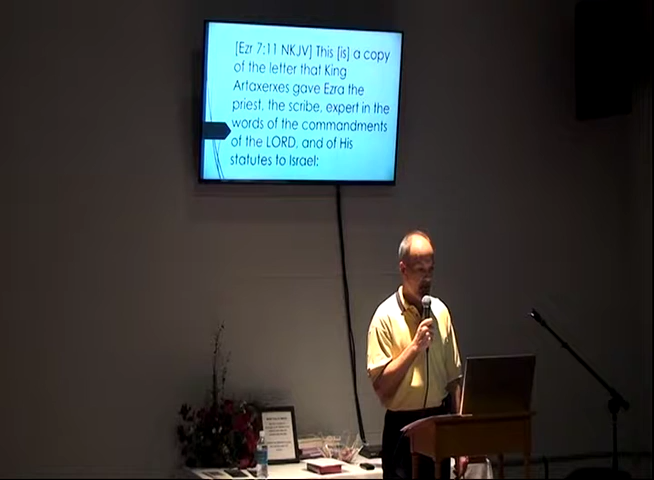 [Ezr 7:11 NKJV] This [is] a copy
of the letter that King
Artaxerxes gave Ezra the
priest, the scribe, expert in the
words of the commandments
of the LORD, and of His
statutes to Israel: